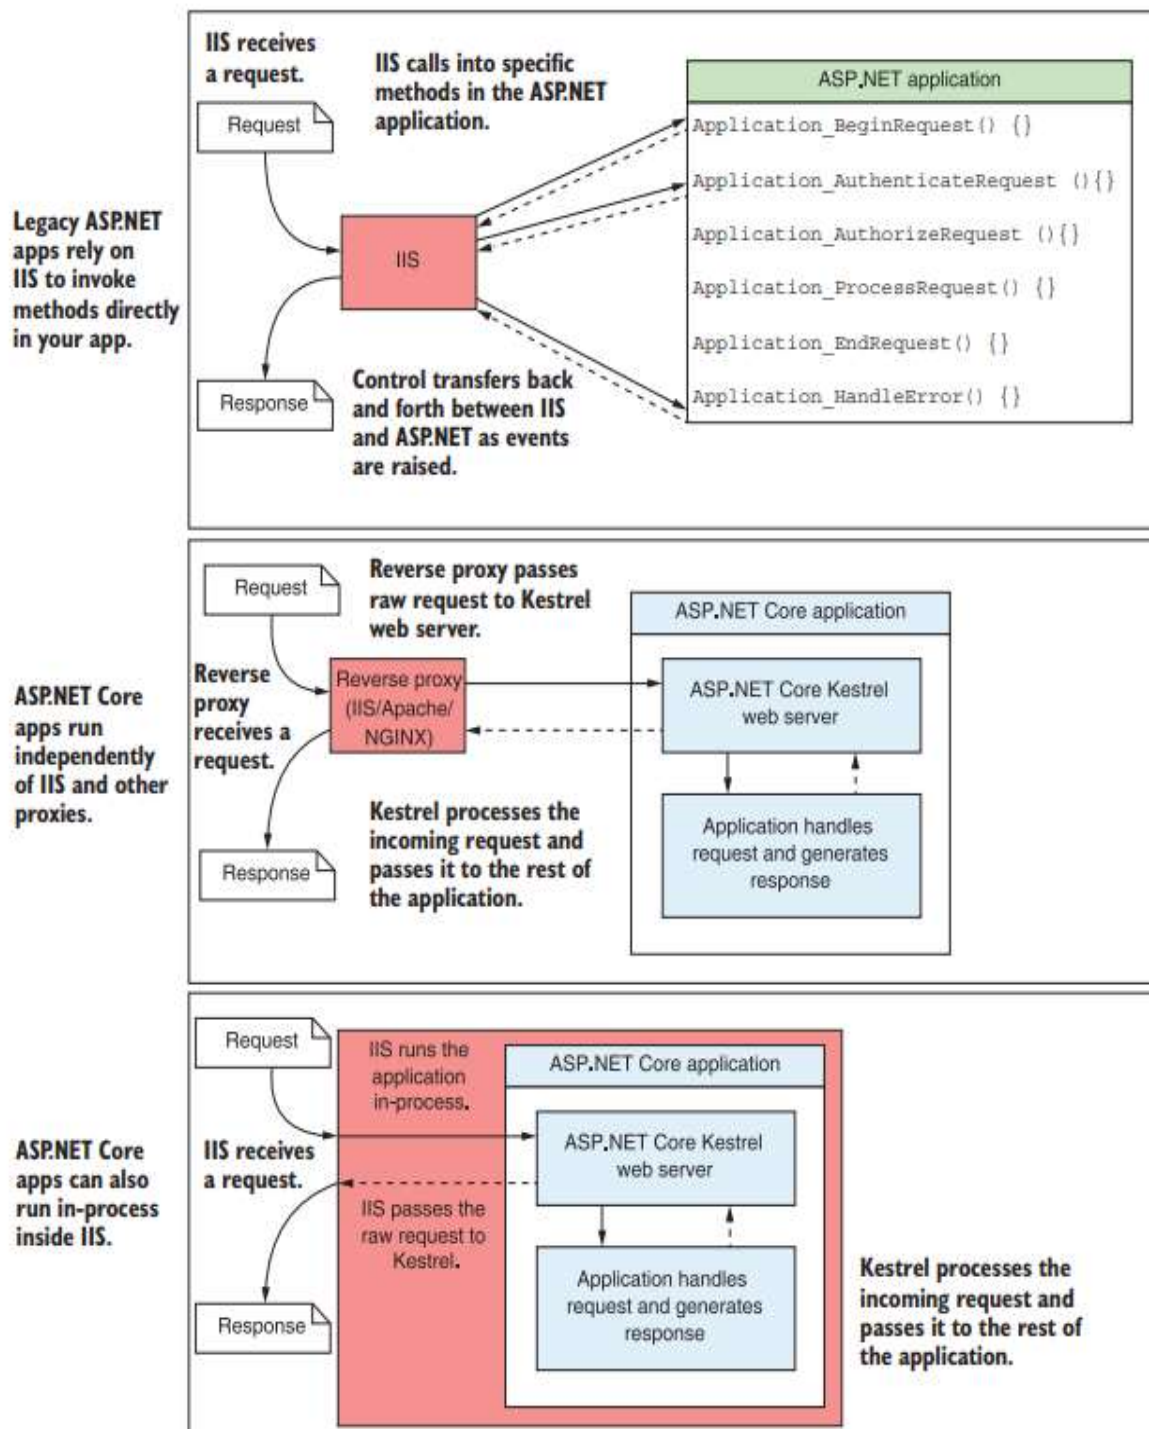 IIS receives
a request.
IIS calls into specific
methods in the ASP.NET
application.
ASP.NET application
Request
Application_BeginRequest() {}
Application_AuthenticateRequest (){}
Application_AuthorizeRequest (){}
Application_ProcessRequest() {}
Application_EndRequest() {}
Application_HandleError() {}
Legacy ASP.NET
apps rely on
IIS to invoke
methods directly
in your app.
IIS
Response
Control transfers back
and forth between IIS
and ASP.NET as events
are raised.
Request
Reverse proxy passes
raw request to Kestrel
web server.
ASP.NET Core application
ASP.NET Core
apps run
independently
of IIS and other
proxies.
Reverse
proxy
receives a
request.
Reverse proxy
(IIS/Apache/
NGINX)
ASP.NET Core Kestrel
web server
Kestrel processes the
incoming request and
passes it to the rest of
the application.
Application handles
request and generates
response
Response
Request
IIS runs the
application
in-process.
ASP.NET Core application
ASP.NET Core
apps can also
run in-process
inside IIS.
IIS receives
a request.
ASP.NET Core Kestrel
web server
IIS passes the
raw request to
Kestrel.
Application handles
request and generates
response
Response
Kestrel processes the
incoming request and
passes it to the rest of
the application.